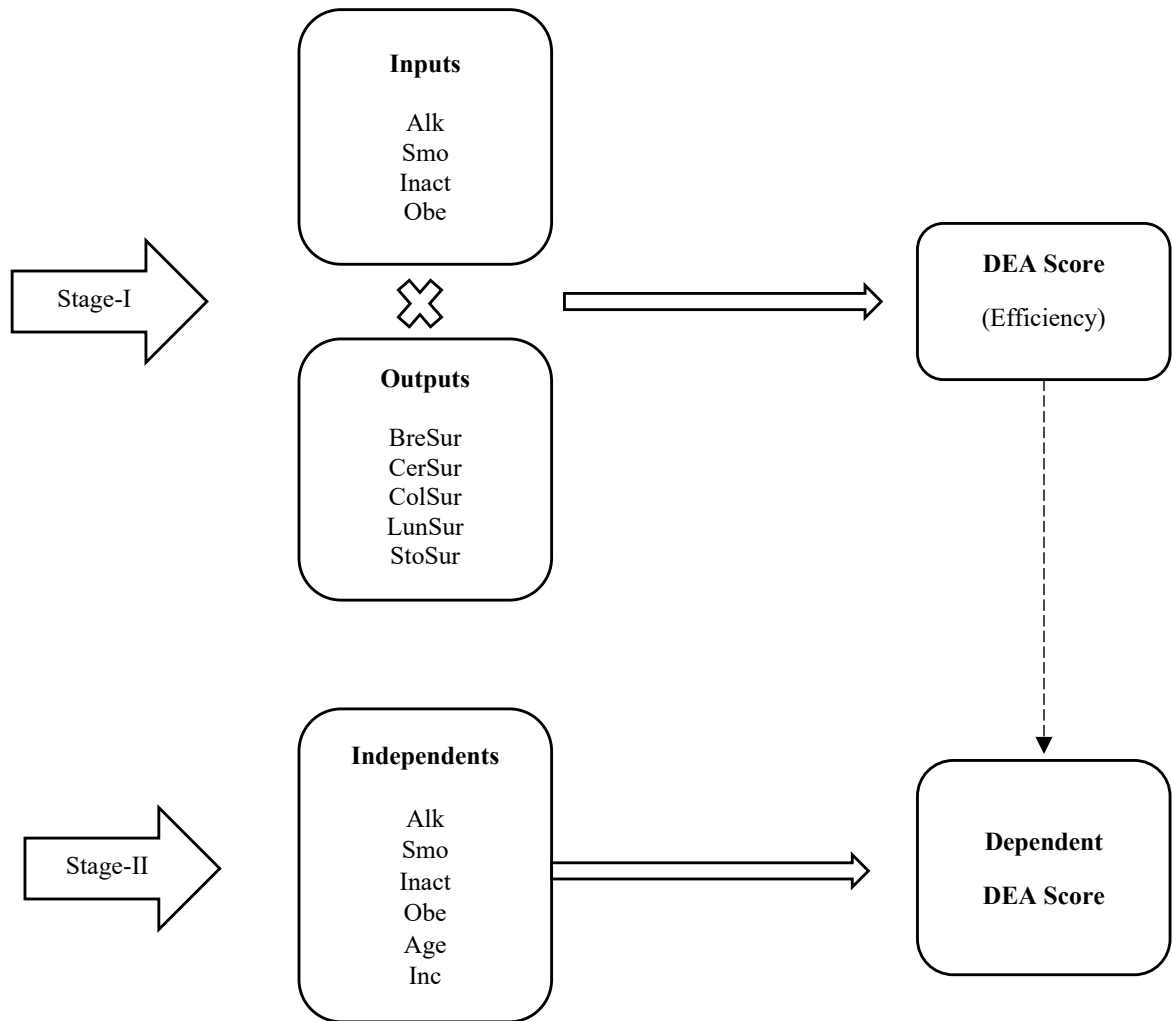 Stage-I
Inputs
Alk
Smo
Inact
Obe
Outputs
BreSur
CerSur
ColSur
LunSur
StoSur
DEA Score
(Efficiency)
Stage-II
Independents
Alk
Smo
Inact
Obe
Age
Inc
Dependent
DEA Score